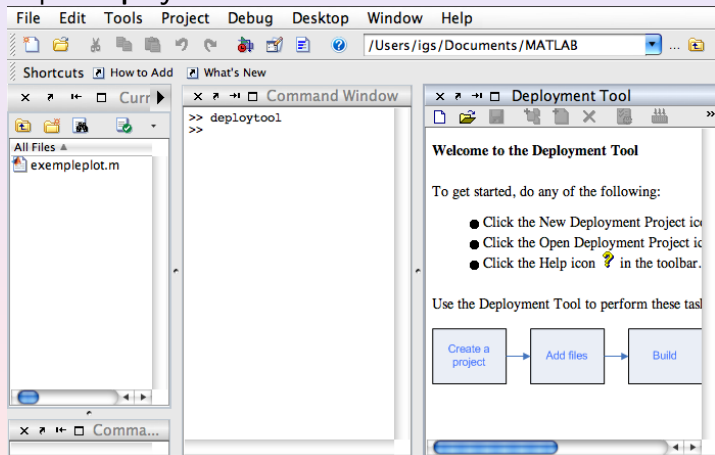 File Edit Tools Project Debug Desktop Window Help
/Users/igs/Documents/MATLAB ...
Shortcuts How to Add What's New
Curr
All Files
exempleplot.m
Comma...
Command Window
>> deploytool
>>
Deployment Tool
»
Welcome to the Deployment Tool
To get started, do any of the following:
Click the New Deployment Project
Click the Open Deployment Project
Click the Help icon ? in the toolbar.
Use the Deployment Tool to perform these
Create a
project
Add files
Build